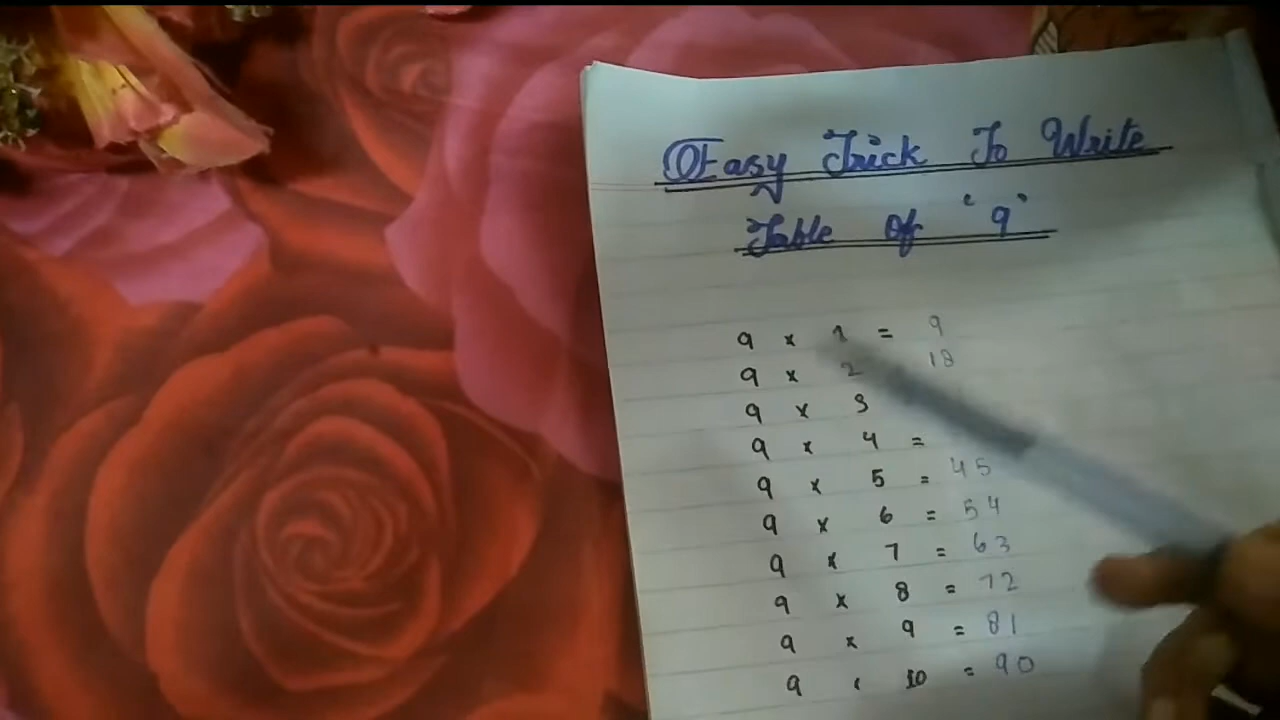 Easy Trick To Write
Table Of '9'
9 x 1 = 9
9 x 2 18
9 x 3
9 x 4 =
9 x 5 = 45
9 x 6 = 54
9 x 7 = 63
9 x 8 = 72
9 x 9 = 81
9 x 10 = 90